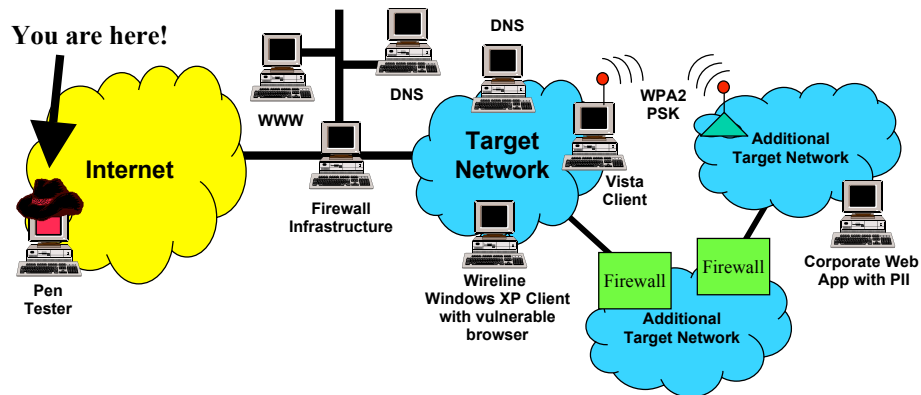 You are here!
DNS
DNS
WWW
WPA2
PSK
Target
Network
Additional
Target Network
Internet
Vista
Client
Firewall
Infrastructure
Wireline
Windows XP Client
with vulnerable
browser
Firewall
Firewall
Corporate Web
App with PII
Pen
Tester
Additional
Target Network